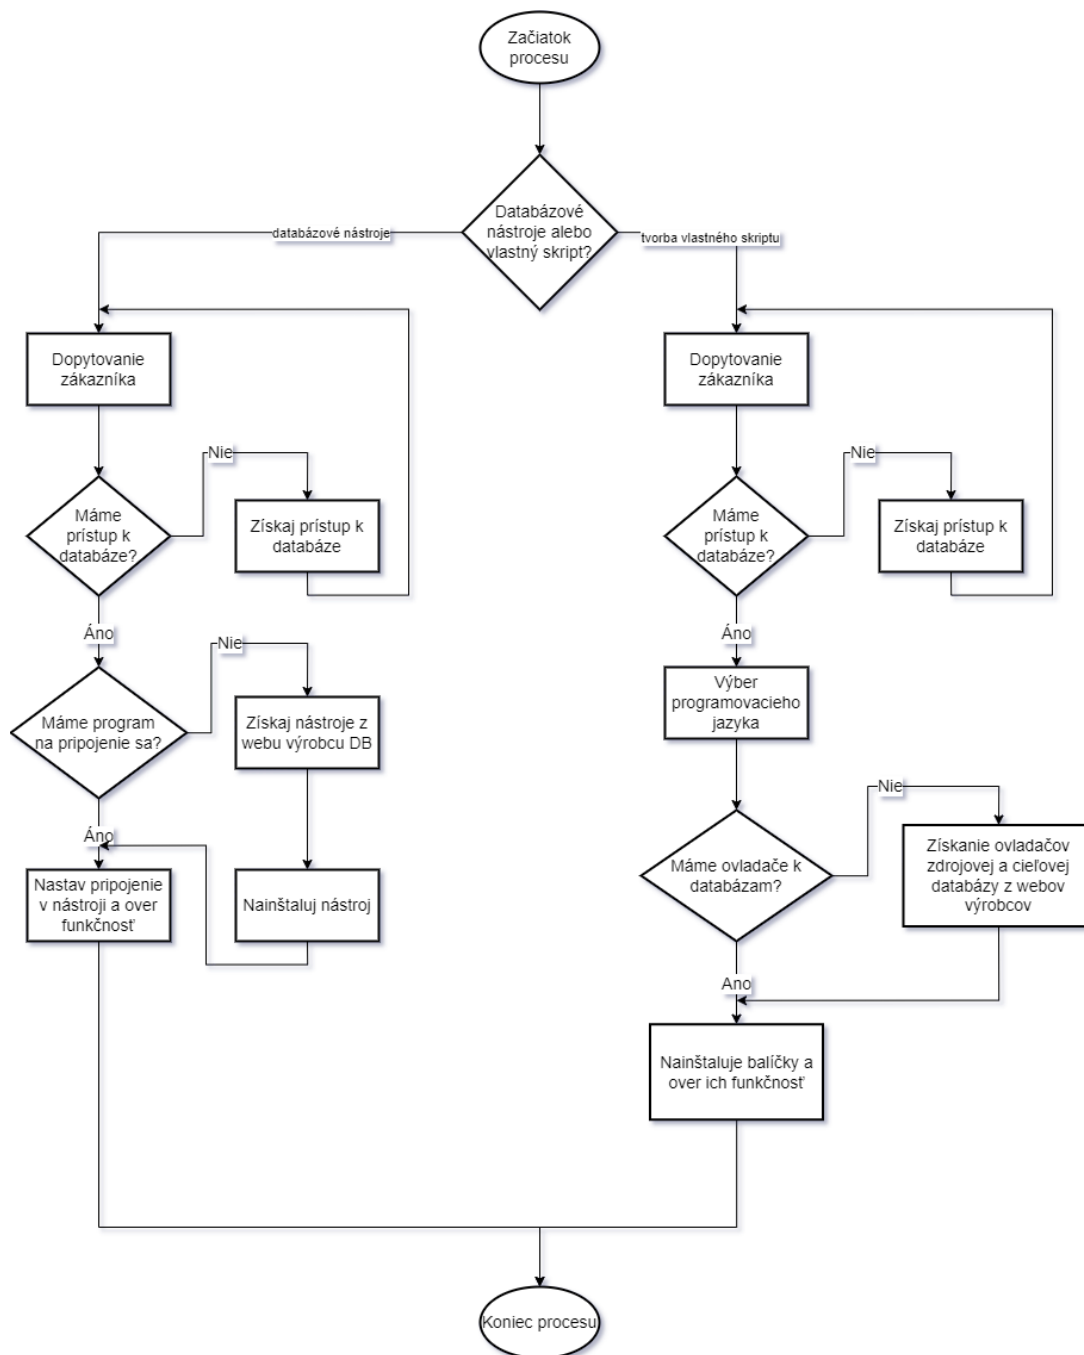 Začiatok
procesu
Databázové
nástroje alebo
vlastný skript?
databázové nástroje
tvorba vlastného skriptu
Dopytovanie
zákazníka
Dopytovanie
zákazníka
Nie
Nie
Máme
prístup k
databáze?
Získaj prístup k
databáze
Máme
prístup k
databáze?
Získaj prístup k
databáze
Áno
Áno
Nie
Máme program
na pripojenie sa?
Získaj nástroje z
webu výrobcu DB
Výber
programovacieho
jazyka
Nie
Áno
Máme ovladače k
databázam?
Získanie ovladačov
zdrojovej a cieľovej
databázy z webov
výrobcov
Nastav pripojenie
v nástroji a over
funkčnosť
Nainštaluj nástroj
Ano
Nainštaluje balíčky a
over ich funkčnosť
Koniec procesu